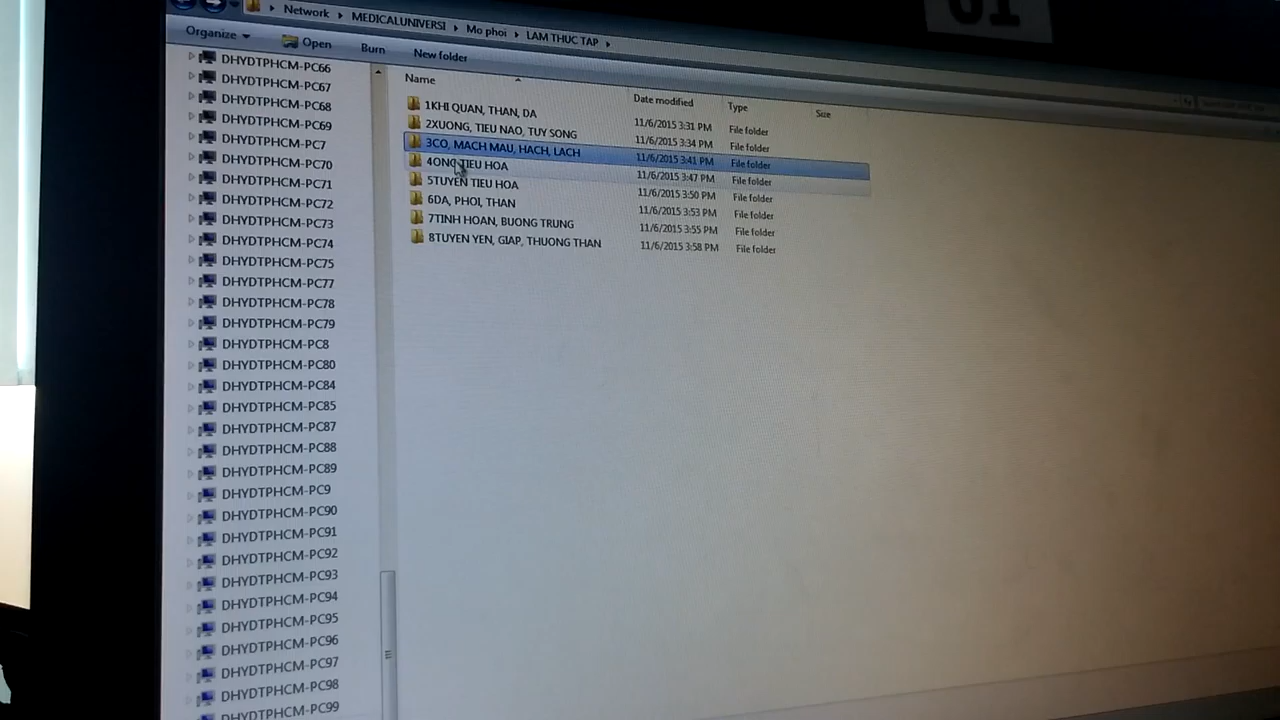 01
Network MEDICALUNIVERSI Mo phoi LAM THUC TAP
Organize Open Burn New folder
Name Date modified Type Size
1KHI QUAN, THAN, DA 11/6/2015 3:31 PM File folder
2XUONG, TIEU NAO, TUY SONG 11/6/2015 3:34 PM File folder
3CO, MACH MAU, HACH, LACH 11/6/2015 3:41 PM File folder
4ONG TIEU HOA 11/6/2015 3:47 PM File folder
5TUYEN TIEU HOA 11/6/2015 3:50 PM File folder
6DA, PHOI, THAN 11/6/2015 3:53 PM File folder
7TINH HOAN, BUONG TRUNG 11/6/2015 3:55 PM File folder
8TUYEN YEN, GIAP, THUONG THAN 11/6/2015 3:58 PM File folder
DHYDTPHCM-PC66
DHYDTPHCM-PC67
DHYDTPHCM-PC68
DHYDTPHCM-PC69
DHYDTPHCM-PC7
DHYDTPHCM-PC70
DHYDTPHCM-PC71
DHYDTPHCM-PC72
DHYDTPHCM-PC73
DHYDTPHCM-PC74
DHYDTPHCM-PC75
DHYDTPHCM-PC77
DHYDTPHCM-PC78
DHYDTPHCM-PC79
DHYDTPHCM-PC8
DHYDTPHCM-PC80
DHYDTPHCM-PC84
DHYDTPHCM-PC85
DHYDTPHCM-PC87
DHYDTPHCM-PC88
DHYDTPHCM-PC89
DHYDTPHCM-PC9
DHYDTPHCM-PC90
DHYDTPHCM-PC91
DHYDTPHCM-PC92
DHYDTPHCM-PC93
DHYDTPHCM-PC94
DHYDTPHCM-PC95
DHYDTPHCM-PC96
DHYDTPHCM-PC97
DHYDTPHCM-PC98
DHYDTPHCM-PC99